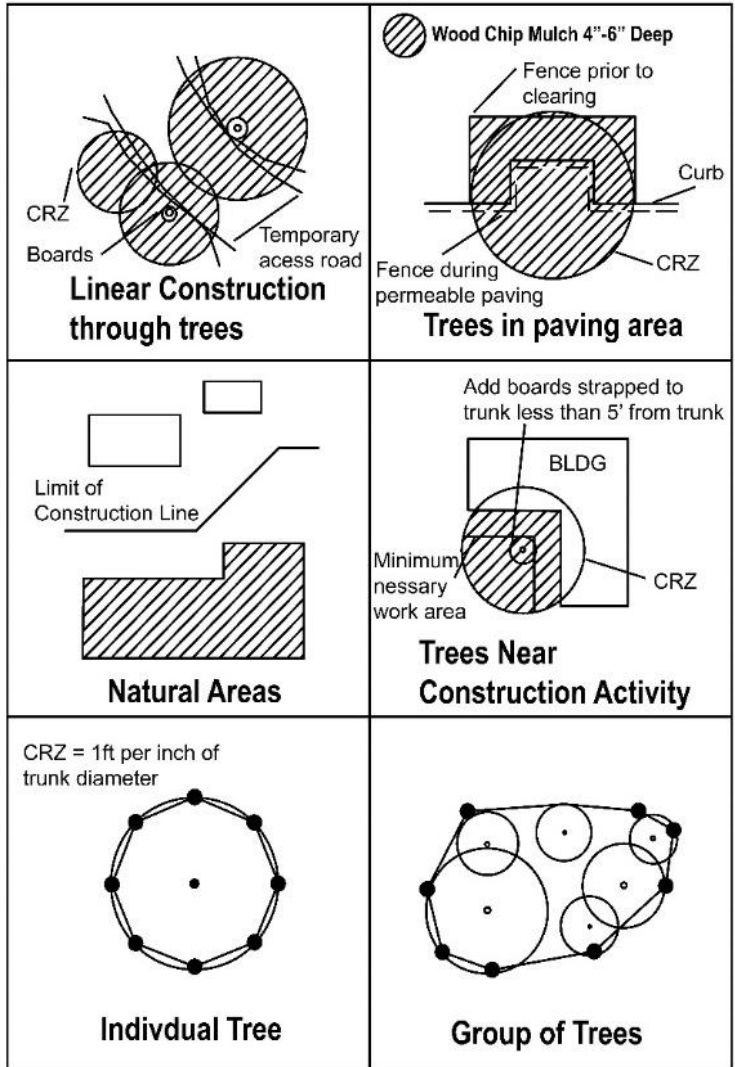 CRZ
Boards
Temporary
acess road
Linear Construction
through trees
Wood Chip Mulch 4"-6" Deep
Fence prior to
clearing
Curb
CRZ
Fence during
permeable paving
Trees in paving area
Limit of
Construction Line
Natural Areas
Add boards strapped to
trunk less than 5' from trunk
BLDG
Minimum
nessary
work area
CRZ
Trees Near
Construction Activity
CRZ = 1ft per inch of
trunk diameter
Indivdual Tree
Group of Trees